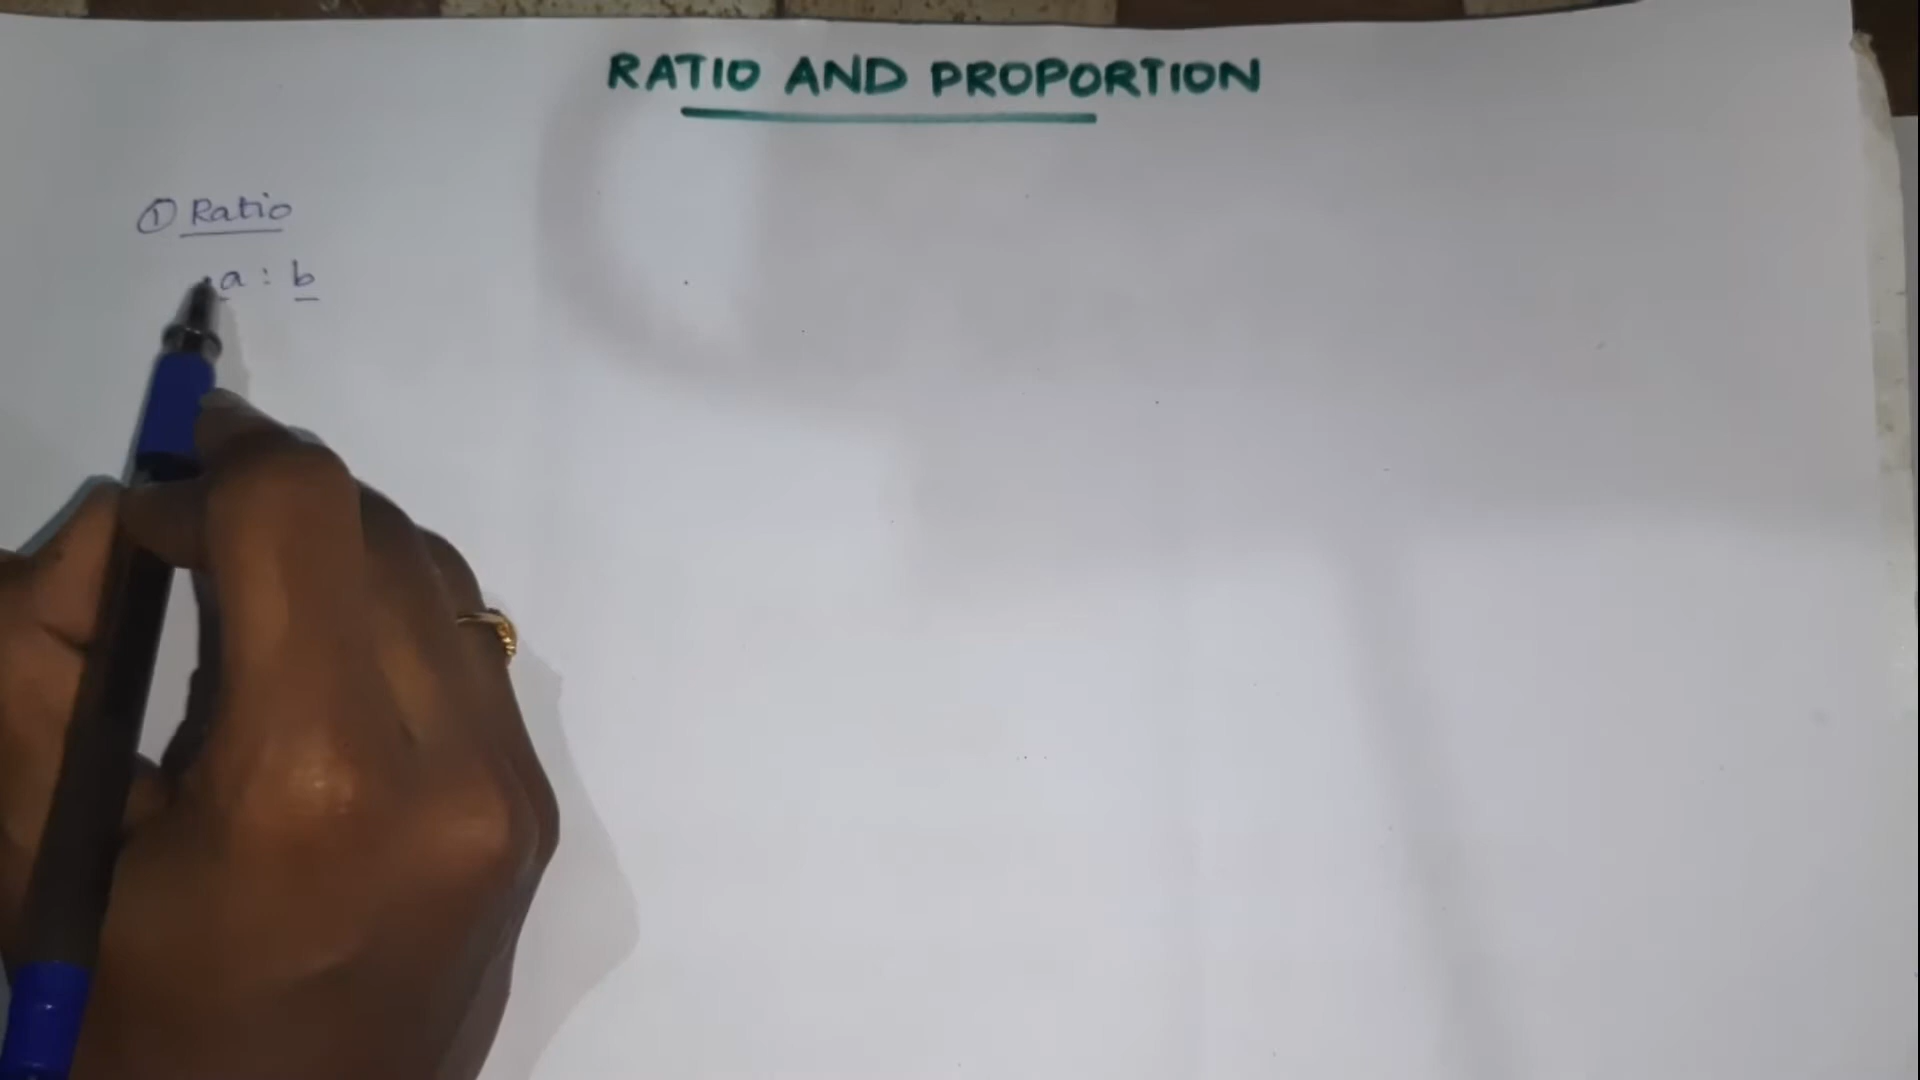 RATIO AND PROPORTION
① Ratio
a : b